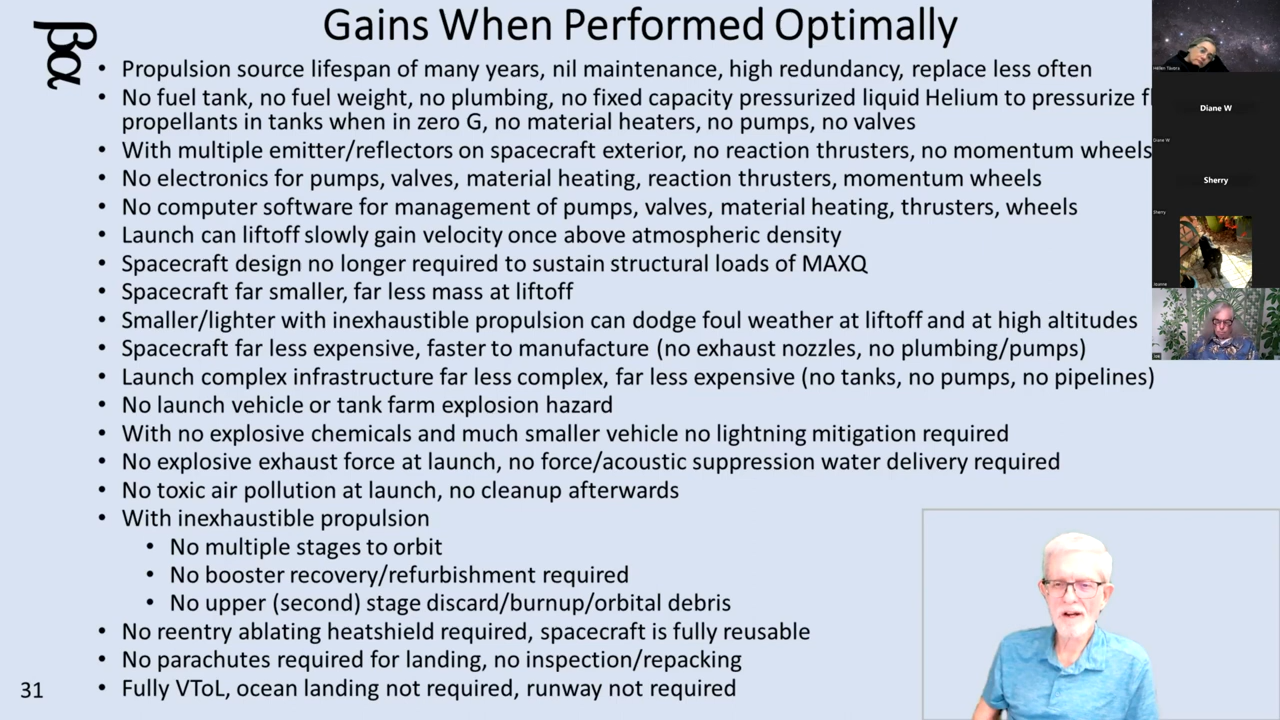 βα
Gains When Performed Optimally
• Propulsion source lifespan of many years, nil maintenance, high redundancy, replace less often
• No fuel tank, no fuel weight, no plumbing, no fixed capacity pressurized liquid Helium to pressurize
propellants in tanks when in zero G, no material heaters, no pumps, no valves
• With multiple emitter/reflectors on spacecraft exterior, no reaction thrusters, no momentum wheels
• No electronics for pumps, valves, material heating, reaction thrusters, momentum wheels
• No computer software for management of pumps, valves, material heating, thrusters, wheels
• Launch can liftoff slowly gain velocity once above atmospheric density
• Spacecraft design no longer required to sustain structural loads of MAXQ
• Spacecraft far smaller, far less mass at liftoff
• Smaller/lighter with inexhaustible propulsion can dodge foul weather at liftoff and at high altitudes
• Spacecraft far less expensive, faster to manufacture (no exhaust nozzles, no plumbing/pumps)
• Launch complex infrastructure far less complex, far less expensive (no tanks, no pumps, no pipelines)
• No launch vehicle or tank farm explosion hazard
• With no explosive chemicals and much smaller vehicle no lightning mitigation required
• No explosive exhaust force at launch, no force/acoustic suppression water delivery required
• No toxic air pollution at launch, no cleanup afterwards
• With inexhaustible propulsion
• No multiple stages to orbit
• No booster recovery/refurbishment required
• No upper (second) stage discard/burnup/orbital debris
• No reentry ablating heatshield required, spacecraft is fully reusable
• No parachutes required for landing, no inspection/repacking
• Fully VToL, ocean landing not required, runway not required
31
Diane W
Diane W
Sherry
Sherry